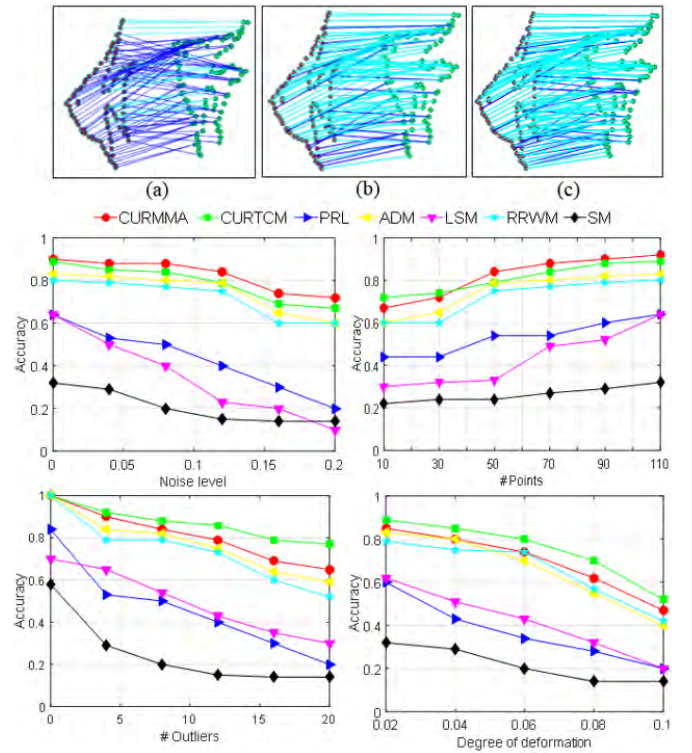 (a) (b) (c)
CURMMA CURTCM PRL ADM LSM RRWM SM
1
0.8
0.6
0.4
0.2
0
Accuracy
0 0.05 0.1 0.15 0.2
Noise level
1
0.8
0.6
0.4
0.2
0
Accuracy
10 30 50 70 90 110
#Points
1
0.8
0.6
0.4
0.2
0
Accuracy
0 5 10 15 20
# Outliers
1
0.8
0.6
0.4
0.2
0
Accuracy
0.02 0.04 0.06 0.08 0.1
Degree of deformation